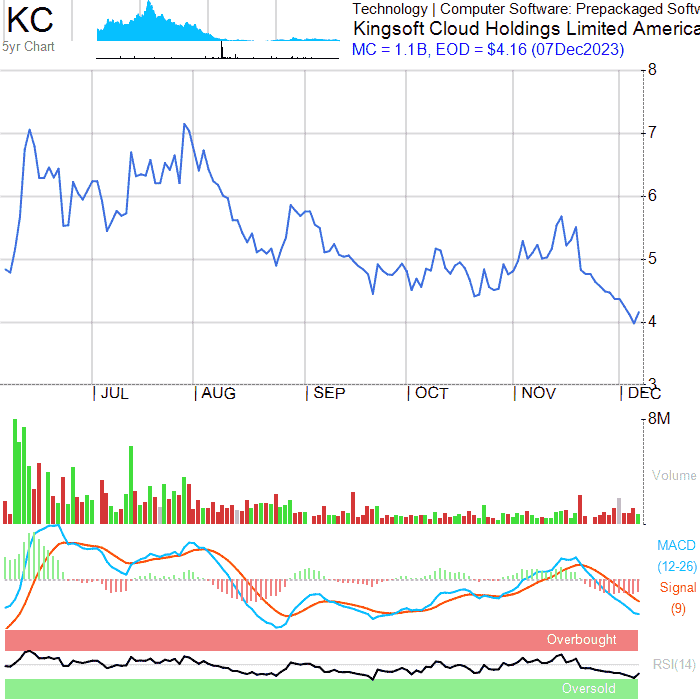 KC
5yr Chart
Technology | Computer Software: Prepackaged Softw
Kingsoft Cloud Holdings Limited America
MC = 1.1B, EOD = $4.16 (07Dec2023)
8
7
6
5
4
3
JUL
AUG
SEP
OCT
NOV
DEC
8M
Volume
MACD
(12-26)
Signal
(9)
Overbought
RSI(14)
Oversold